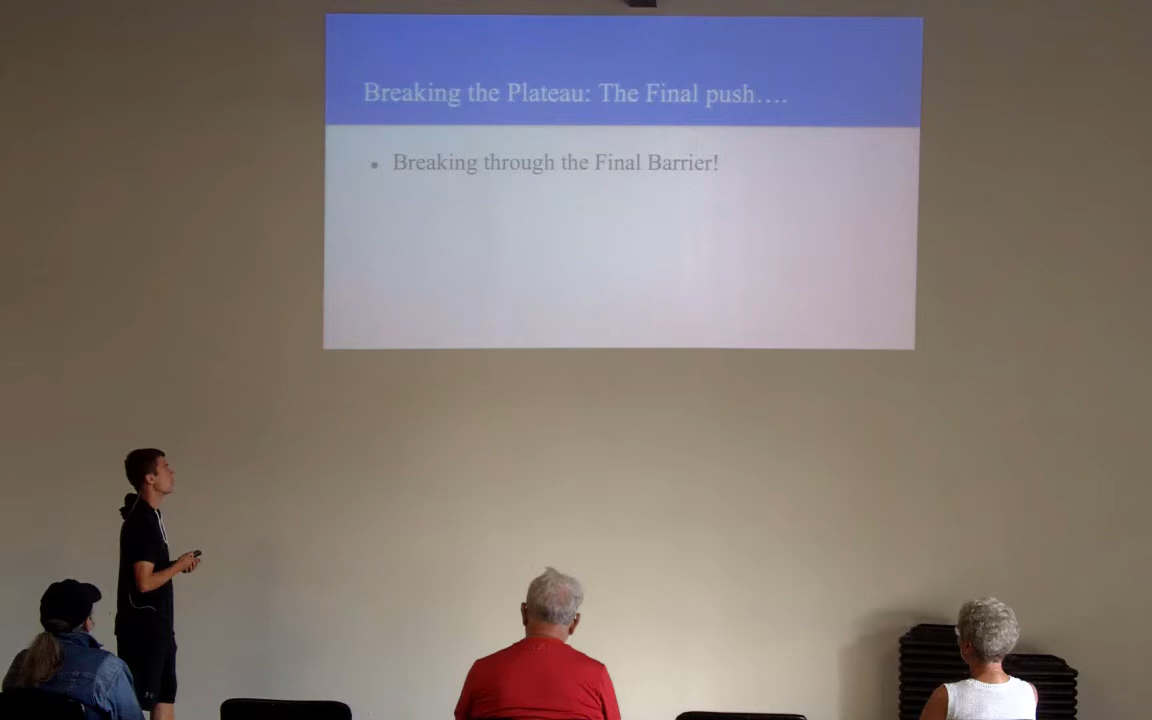 Breaking the Plateau: The Final push….
• Breaking through the Final Barrier!